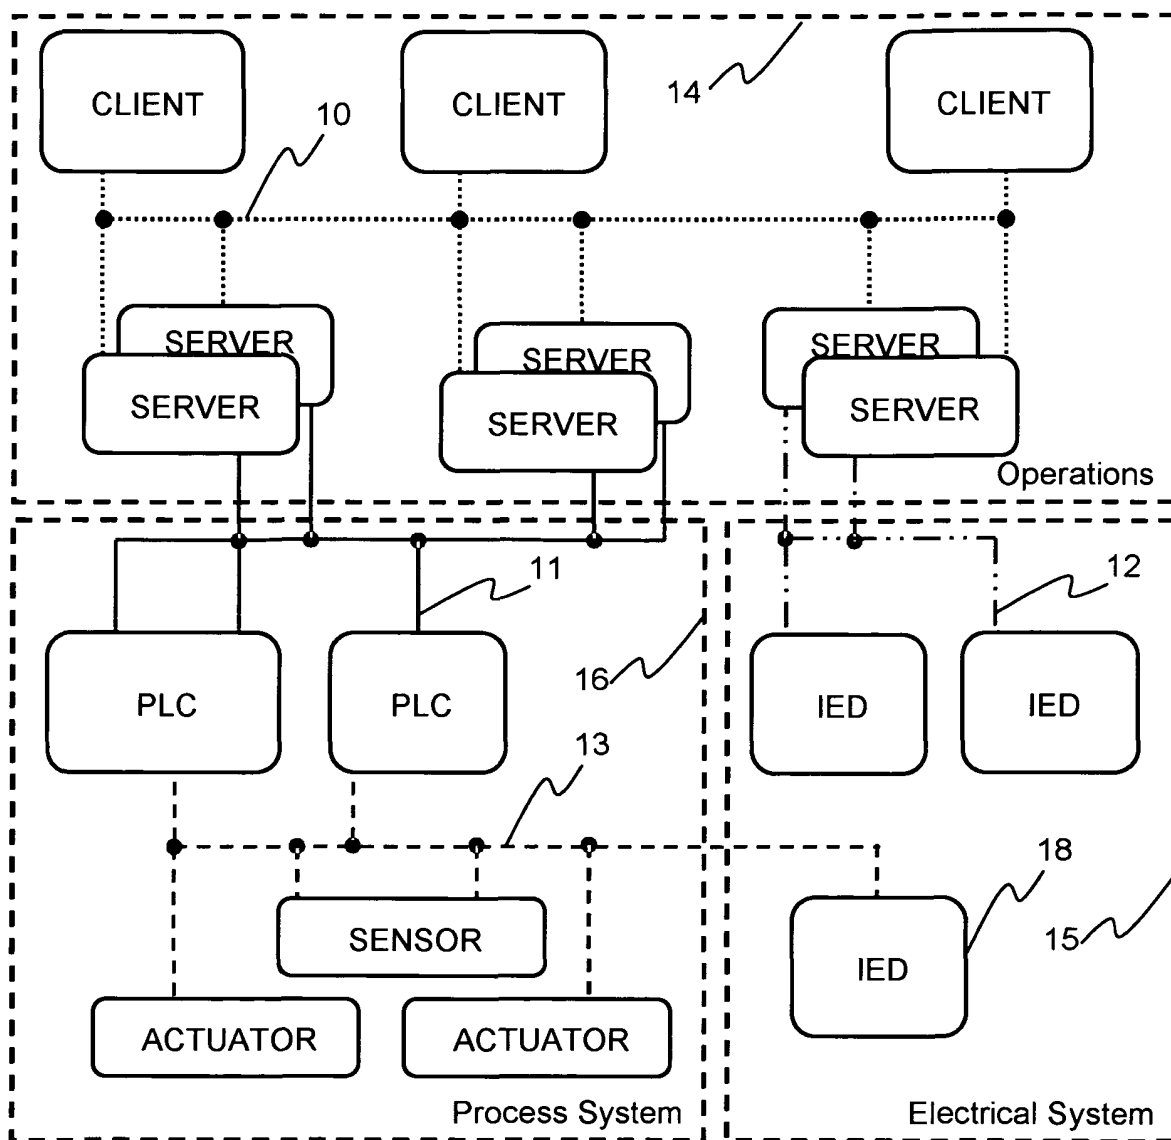 CLIENT
CLIENT
CLIENT
14
10
SERVER
SERVER
SERVER
SERVER
SERVER
SERVER
Operations
11
12
PLC
PLC
16
IED
IED
13
18
SENSOR
IED
15
ACTUATOR
ACTUATOR
Process System
Electrical System